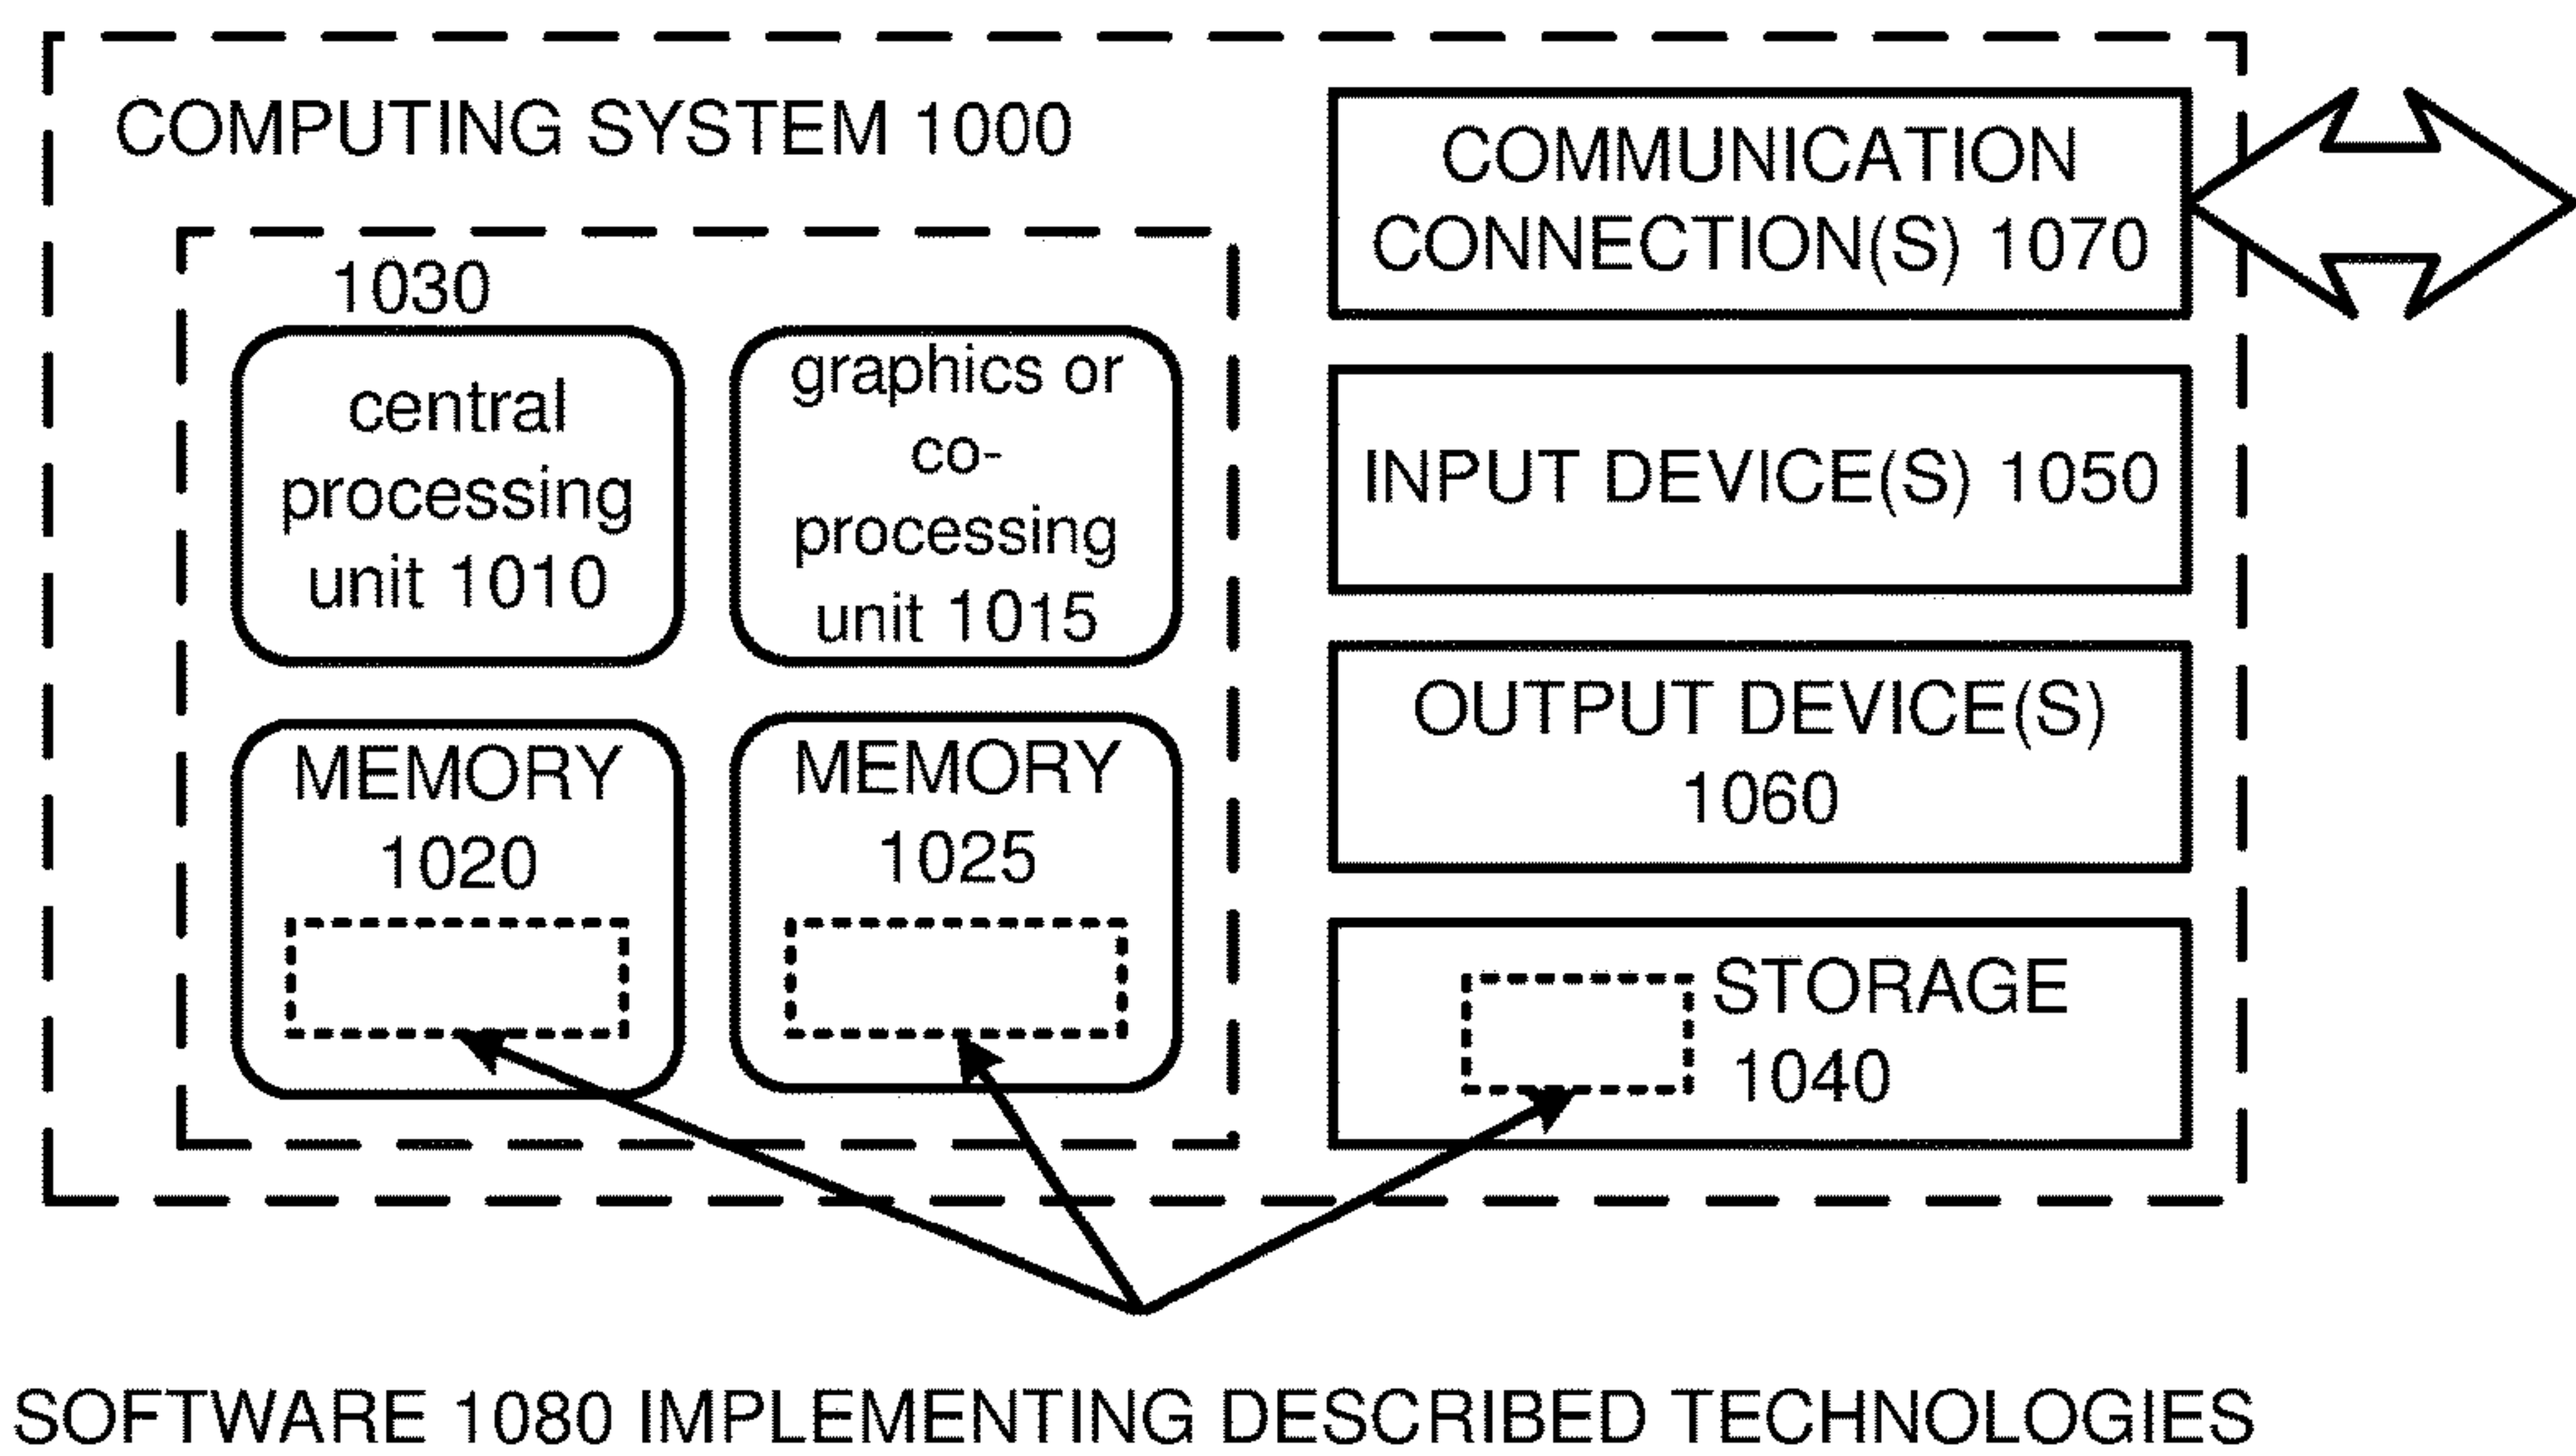 COMPUTING SYSTEM 1000
1030
central
processing
unit 1010
graphics or
co-
processing
unit 1015
MEMORY
1020
MEMORY
1025
COMMUNICATION
CONNECTION(S) 1070
INPUT DEVICE(S) 1050
OUTPUT DEVICE(S)
1060
STORAGE
1040
SOFTWARE 1080 IMPLEMENTING DESCRIBED TECHNOLOGIES